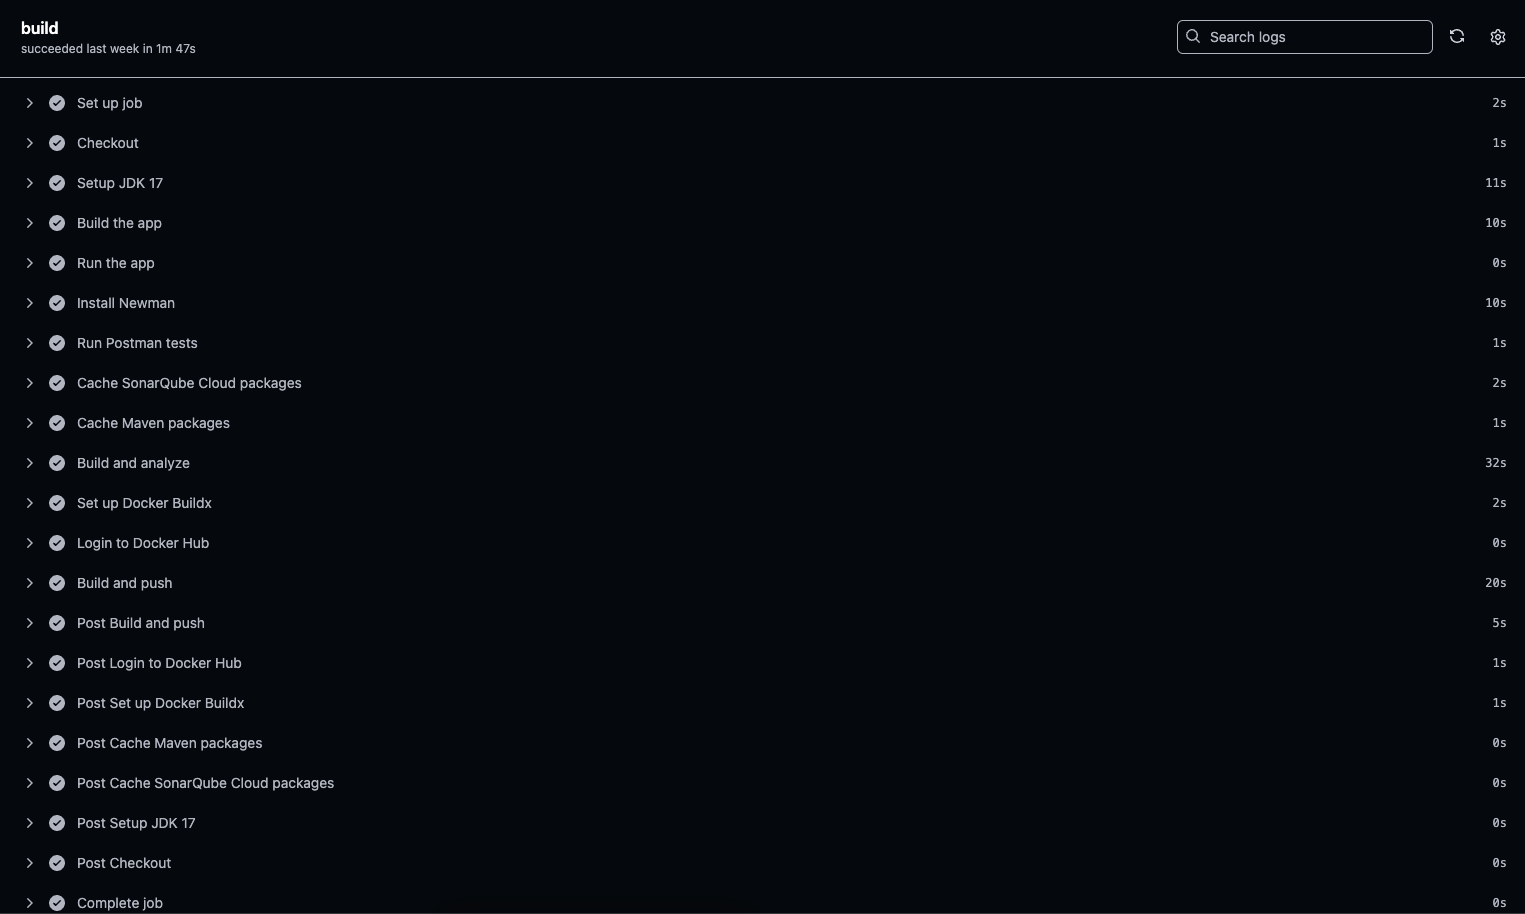 build
succeeded last week in 1m 47s
Search logs
Set up job 2s
Checkout 1s
Setup JDK 17 11s
Build the app 10s
Run the app 0s
Install Newman 10s
Run Postman tests 1s
Cache SonarQube Cloud packages 2s
Cache Maven packages 1s
Build and analyze 32s
Set up Docker Buildx 2s
Login to Docker Hub 0s
Build and push 20s
Post Build and push 5s
Post Login to Docker Hub 1s
Post Set up Docker Buildx 1s
Post Cache Maven packages 0s
Post Cache SonarQube Cloud packages 0s
Post Setup JDK 17 0s
Post Checkout 0s
Complete job 0s